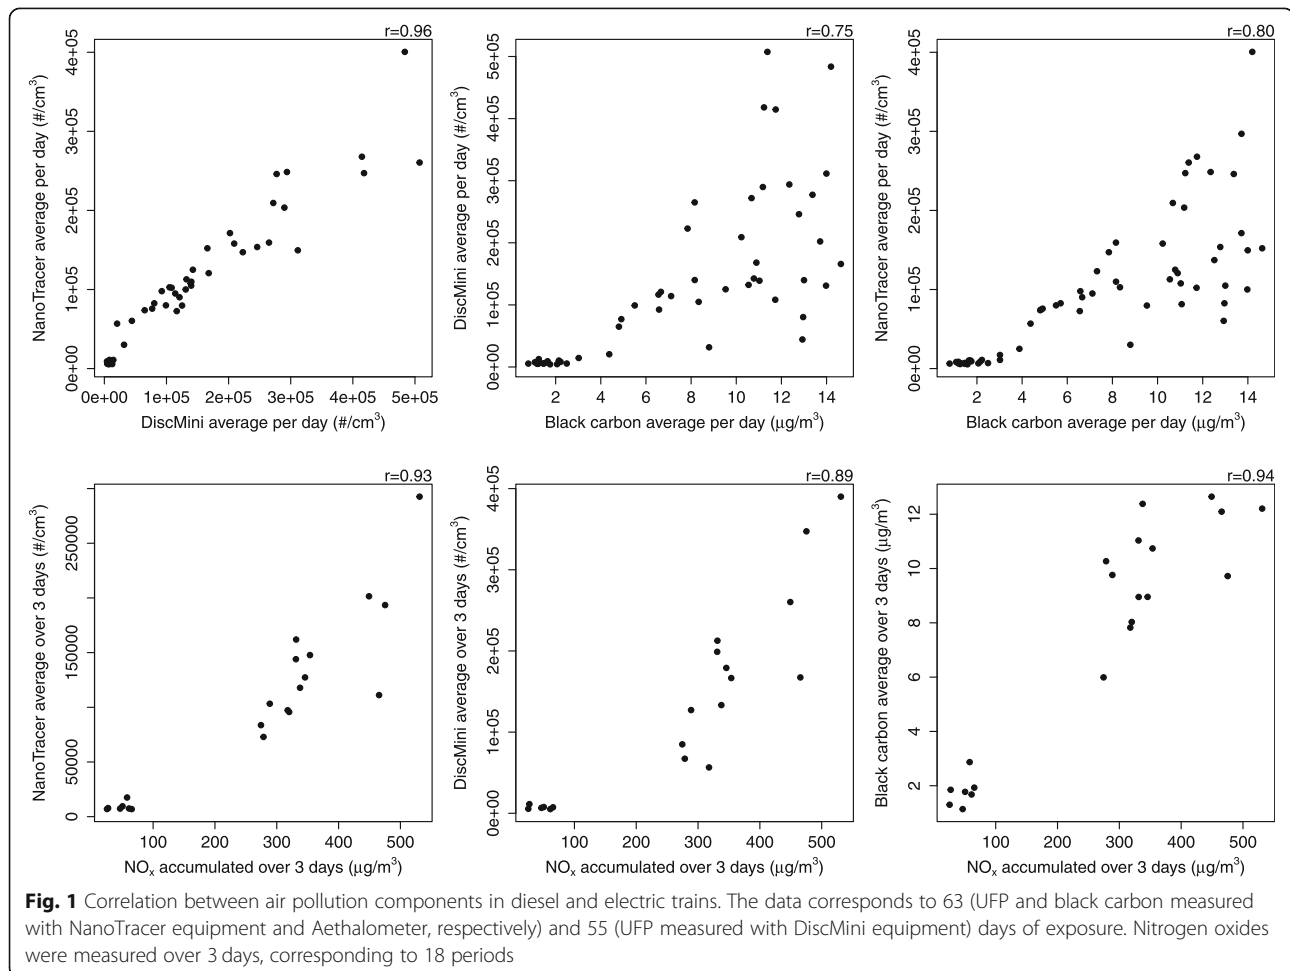 r=0.96
NanoTracer average per day (#/cm³)
4e+05
3e+05
2e+05
1e+05
0e+00
0e+00 1e+05 2e+05 3e+05 4e+05 5e+05
DiscMini average per day (#/cm³)
r=0.75
DiscMini average per day (#/cm³)
5e+05
4e+05
3e+05
2e+05
1e+05
0e+00
2 4 6 8 10 12 14
Black carbon average per day (μg/m³)
r=0.80
NanoTracer average per day (#/cm³)
4e+05
3e+05
2e+05
1e+05
0e+00
2 4 6 8 10 12 14
Black carbon average per day (μg/m³)
r=0.93
NanoTracer average over 3 days (#/cm³)
250000
150000
50000
0
100 200 300 400 500
NOₓ accumulated over 3 days (μg/m³)
r=0.89
DiscMini average over 3 days (#/cm³)
4e+05
3e+05
2e+05
1e+05
0e+00
100 200 300 400 500
NOₓ accumulated over 3 days (μg/m³)
r=0.94
Black carbon average over 3 days (μg/m³)
12
10
8
6
4
2
100 200 300 400 500
NOₓ accumulated over 3 days (μg/m³)
Fig. 1 Correlation between air pollution components in diesel and electric trains. The data corresponds to 63 (UFP and black carbon measured
with NanoTracer equipment and Aethalometer, respectively) and 55 (UFP measured with DiscMini equipment) days of exposure. Nitrogen oxides
were measured over 3 days, corresponding to 18 periods